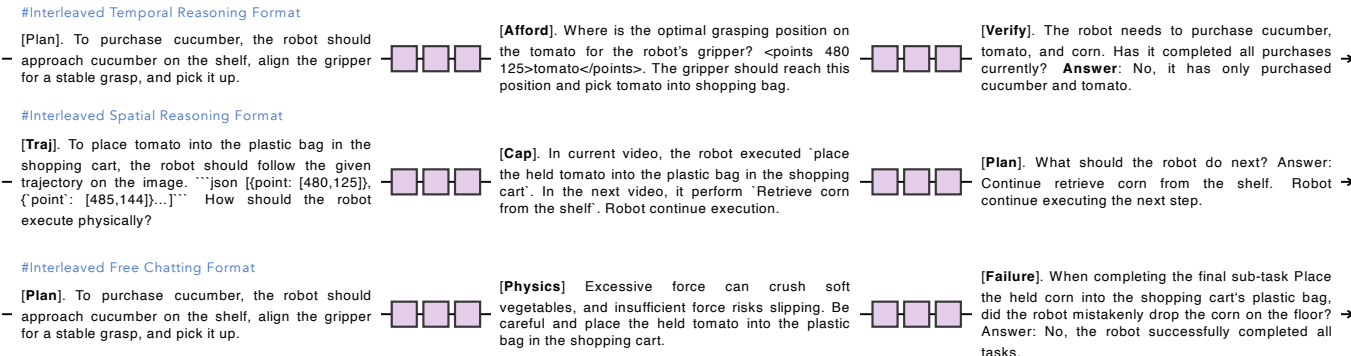 #Interleaved Temporal Reasoning Format
[Plan]. To purchase cucumber, the robot should
approach cucumber on the shelf, align the gripper
for a stable grasp, and pick it up.
[Afford]. Where is the optimal grasping position on
the tomato for the robot's gripper? <points 480
125>tomato</points>. The gripper should reach this
position and pick tomato into shopping bag.
[Verify]. The robot needs to purchase cucumber,
tomato, and corn. Has it completed all purchases
currently? Answer: No, it has only purchased
cucumber and tomato.
#Interleaved Spatial Reasoning Format
[Traj]. To place tomato into the plastic bag in the
shopping cart, the robot should follow the given
trajectory on the image. ```json [{point: [480,125]},
{`point`: [485,144]}...]``` How should the robot
execute physically?
[Cap]. In current video, the robot executed `place
the held tomato into the plastic bag in the shopping
cart`. In the next video, it perform `Retrieve corn
from the shelf`. Robot continue execution.
[Plan]. What should the robot do next? Answer:
Continue retrieve corn from the shelf. Robot
continue executing the next step.
#Interleaved Free Chatting Format
[Plan]. To purchase cucumber, the robot should
approach cucumber on the shelf, align the gripper
for a stable grasp, and pick it up.
[Physics] Excessive force can crush soft
vegetables, and insufficient force risks slipping. Be
careful and place the held tomato into the plastic
bag in the shopping cart.
[Failure]. When completing the final sub-task Place
the held corn into the shopping cart's plastic bag,
did the robot mistakenly drop the corn on the floor?
Answer: No, the robot successfully completed all
tasks.